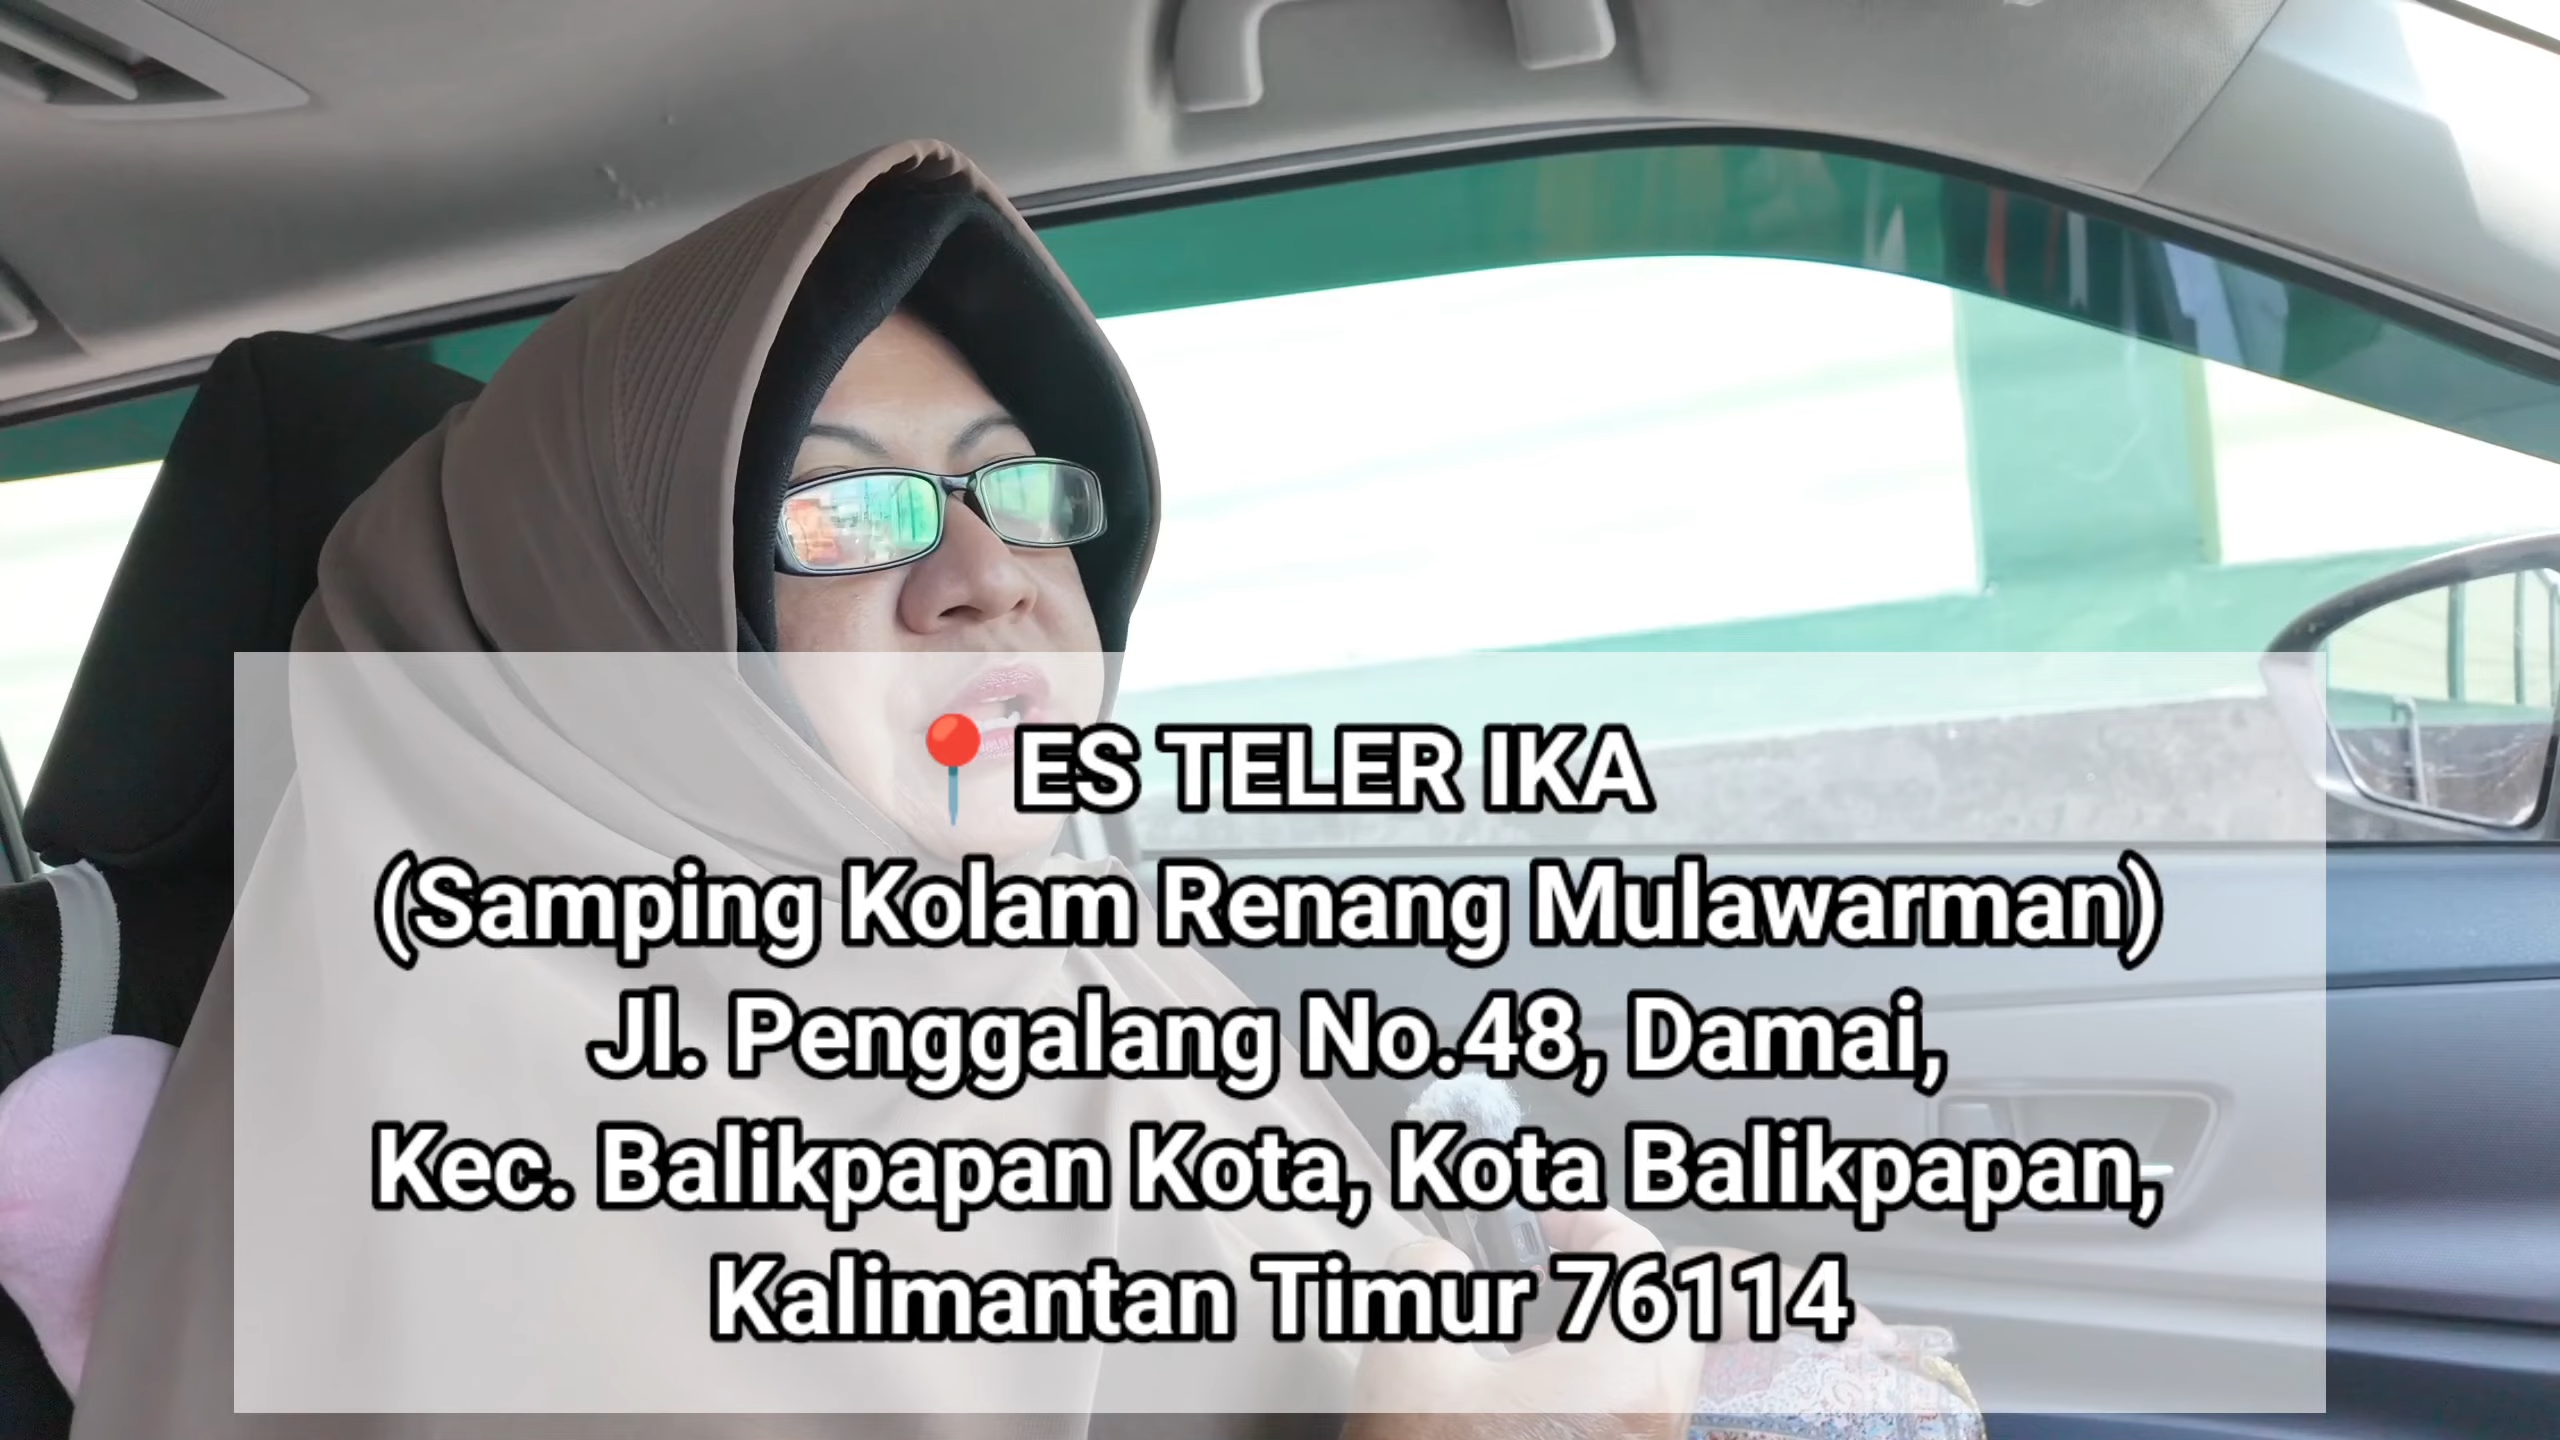 📍ES TELER IKA
(Samping Kolam Renang Mulawarman)
Jl. Penggalang No.48, Damai,
Kec. Balikpapan Kota, Kota Balikpapan,
Kalimantan Timur 76114